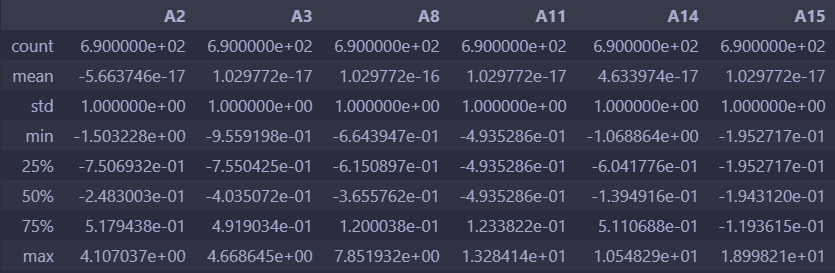 A2 A3 A8 A11 A14 A15
count 6.900000e+02 6.900000e+02 6.900000e+02 6.900000e+02 6.900000e+02 6.900000e+02
mean -5.663746e-17 1.029772e-17 1.029772e-16 1.029772e-17 4.633974e-17 1.029772e-17
std 1.000000e+00 1.000000e+00 1.000000e+00 1.000000e+00 1.000000e+00 1.000000e+00
min -1.503228e+00 -9.559198e-01 -6.643947e-01 -4.935286e-01 -1.068864e+00 -1.952717e-01
25% -7.506932e-01 -7.550425e-01 -6.150897e-01 -4.935286e-01 -6.041776e-01 -1.952717e-01
50% -2.483003e-01 -4.035072e-01 -3.655762e-01 -4.935286e-01 -1.394916e-01 -1.943120e-01
75% 5.179438e-01 4.919034e-01 1.200038e-01 1.233822e-01 5.110688e-01 -1.193615e-01
max 4.107037e+00 4.668645e+00 7.851932e+00 1.328414e+01 1.054829e+01 1.899821e+01